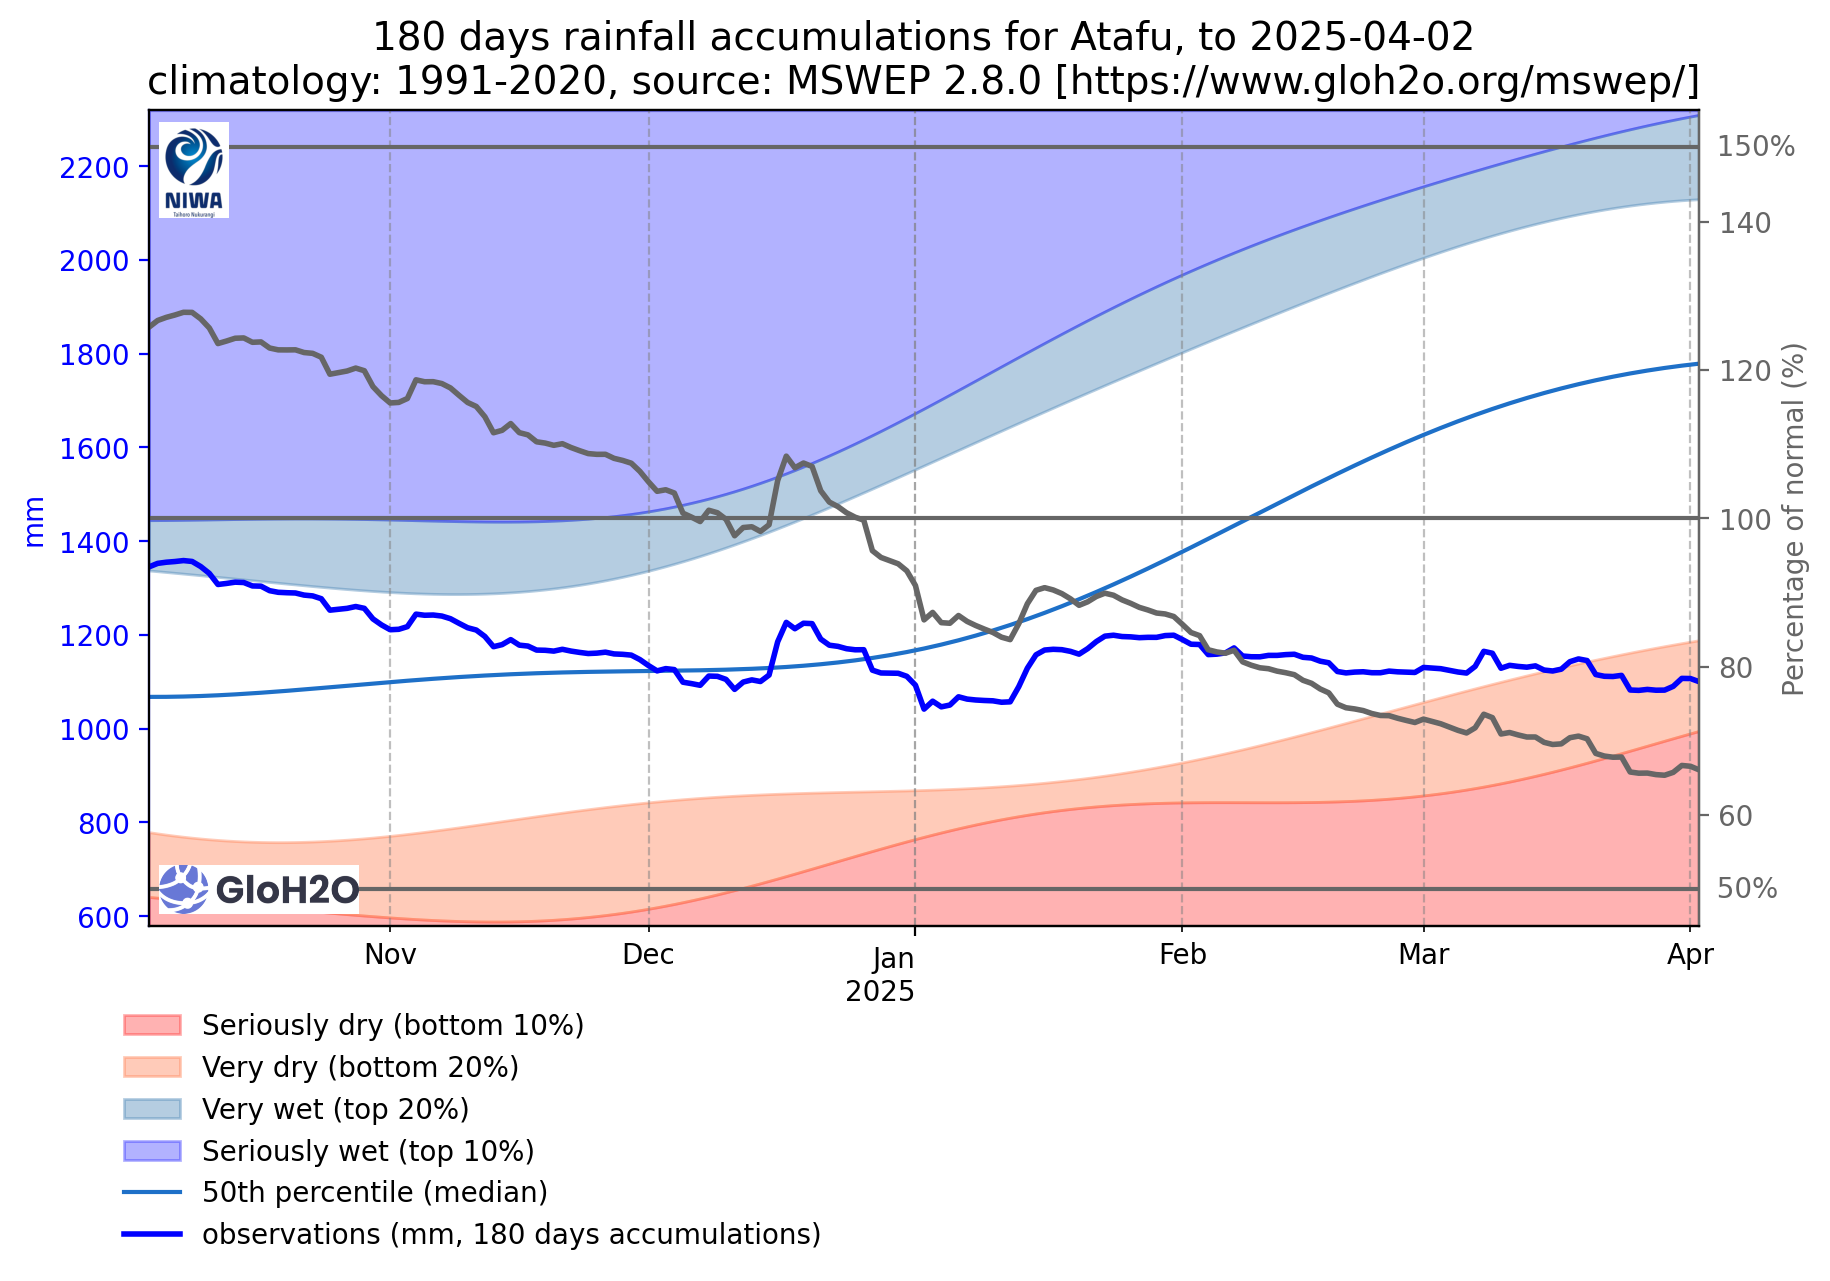 180 days rainfall accumulations for Atafu, to 2025-04-02
climatology: 1991-2020, source: MSWEP 2.8.0 [https://www.gloh2o.org/mswep/]
NIWA
Taihoro Nukurangi
2200
2000
1800
1600
1400
1200
1000
800
600
mm
150%
140
120
100
80
60
50%
Percentage of normal (%)
GloH2O
Nov
Dec
Jan
2025
Feb
Mar
Apr
Seriously dry (bottom 10%)
Very dry (bottom 20%)
Very wet (top 20%)
Seriously wet (top 10%)
50th percentile (median)
observations (mm, 180 days accumulations)